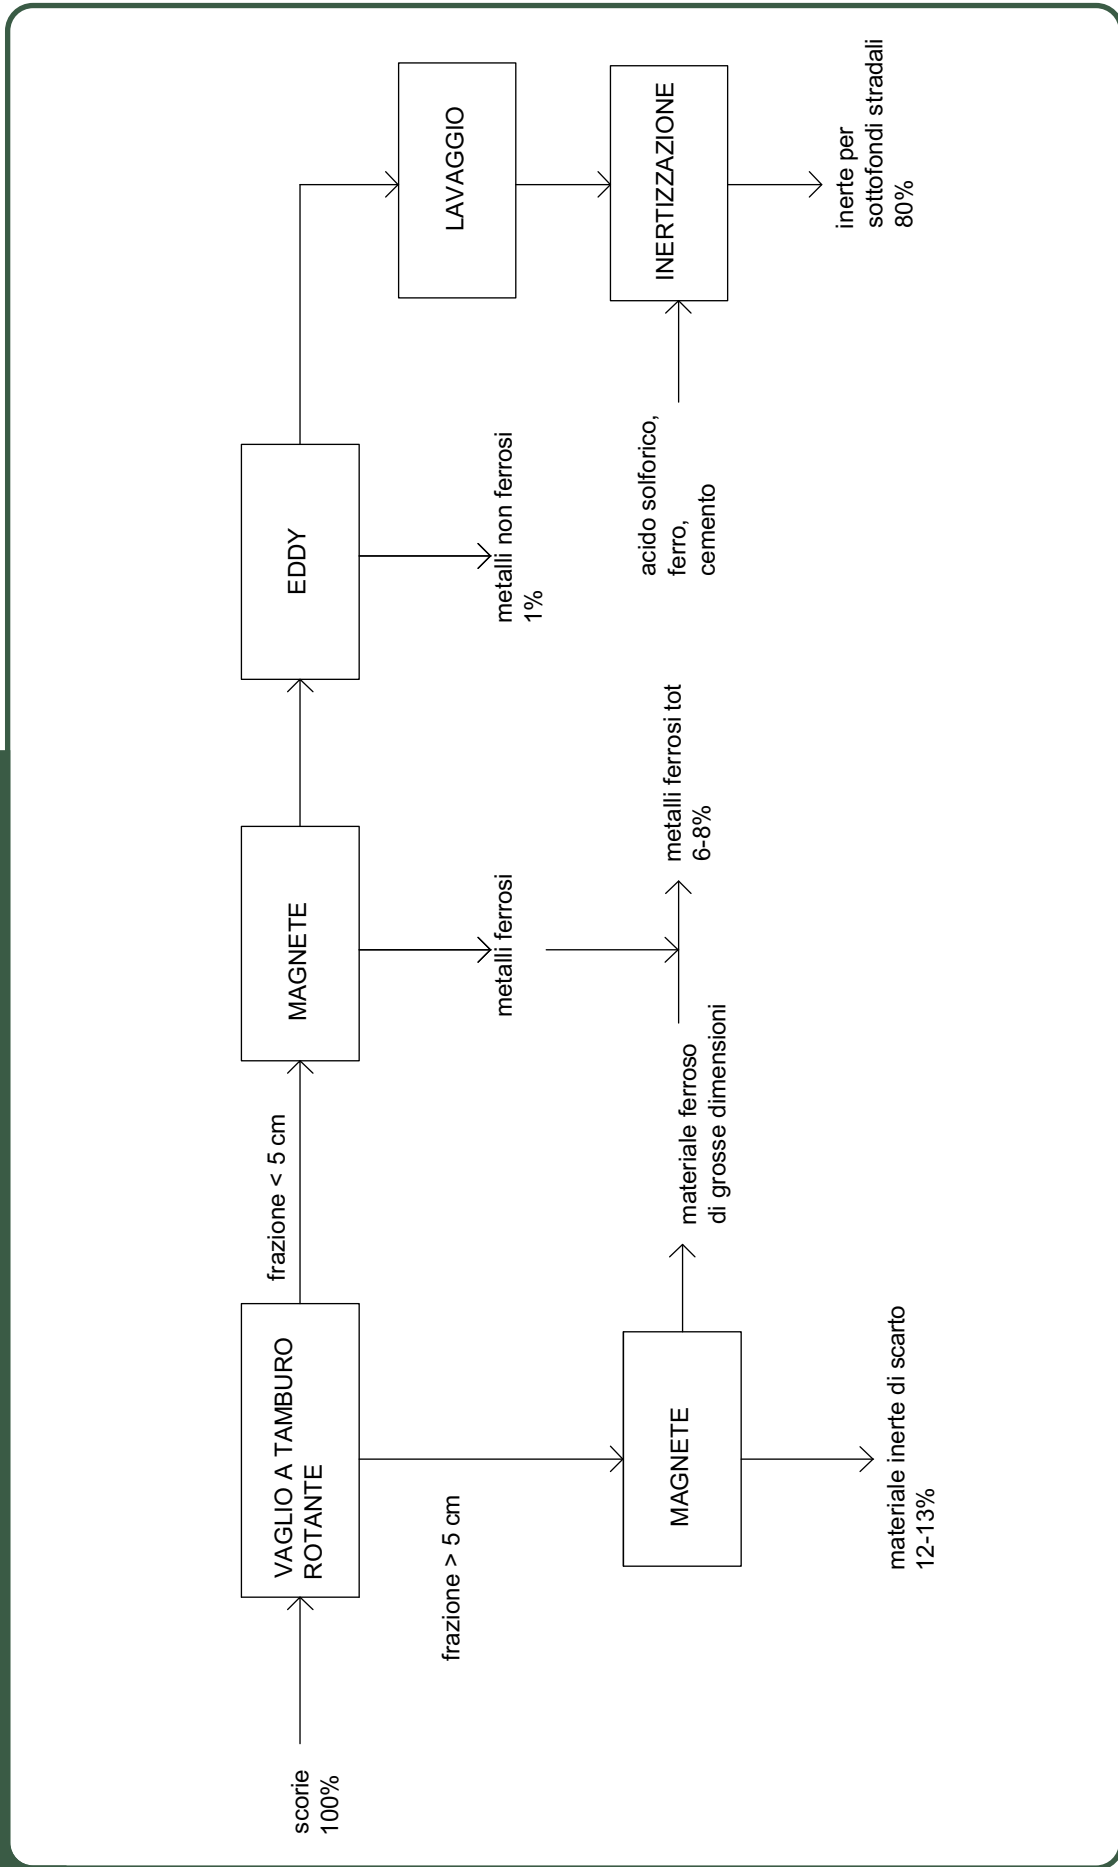 scorie
100%
VAGLIO A TAMBURO
ROTANTE
frazione < 5 cm
MAGNETE
EDDY
LAVAGGIO
metalli ferrosi
metalli non ferrosi
1%
INERTIZZAZIONE
frazione > 5 cm
MAGNETE
materiale ferroso
di grosse dimensioni
metalli ferrosi tot
6-8%
acido solforico,
ferro,
cemento
inerte per
sottofondi stradali
80%
materiale inerte di scarto
12-13%